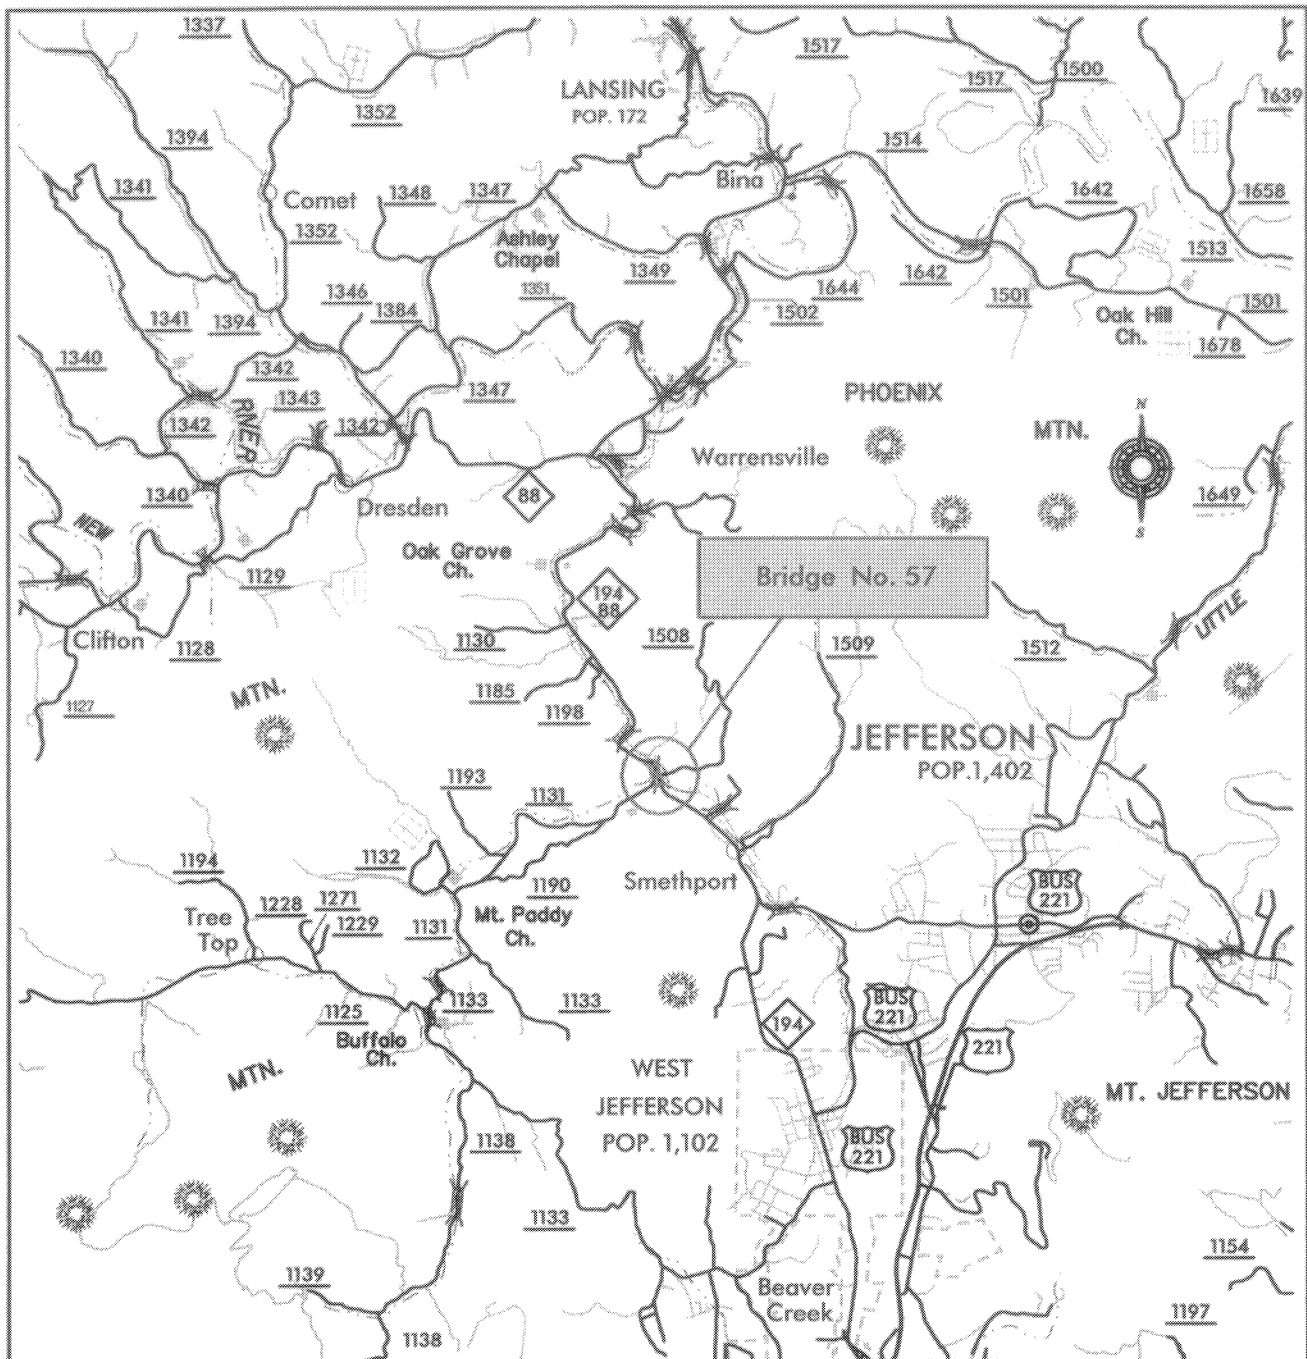 1337
1517
1517
1500
LANSING
POP. 172
1639
1352
1394
1514
1341
Comet
1348
1347
Bina
1642
1658
1352
Ashley
Chapel
1349
1513
1346
1351
1644
1642
1501
1501
1384
1502
Oak Hill
Ch.
1341
1394
1678
1340
1342
1343
1347
PHOENIX
MTN.
N
S
1342
RIVER
1342
Warrensville
1340
Dresden
88
1649
NEW
Oak Grove
Ch.
1129
194
88
Bridge No. 57
LITTLE
Clifton
1128
1130
1508
1509
1512
MTN.
1127
1185
1198
JEFFERSON
POP. 1,402
1193
1131
1194
1132
Smethport
BUS
221
1228
1271
1229
1190
Tree
Top
1131
Mt. Paddy
Ch.
1125
1133
1133
BUS
221
194
221
Buffalo
Ch.
MTN.
WEST
JEFFERSON
POP. 1,102
MT. JEFFERSON
1138
BUS
221
1133
1154
1139
Beaver
Creek
1197
1138